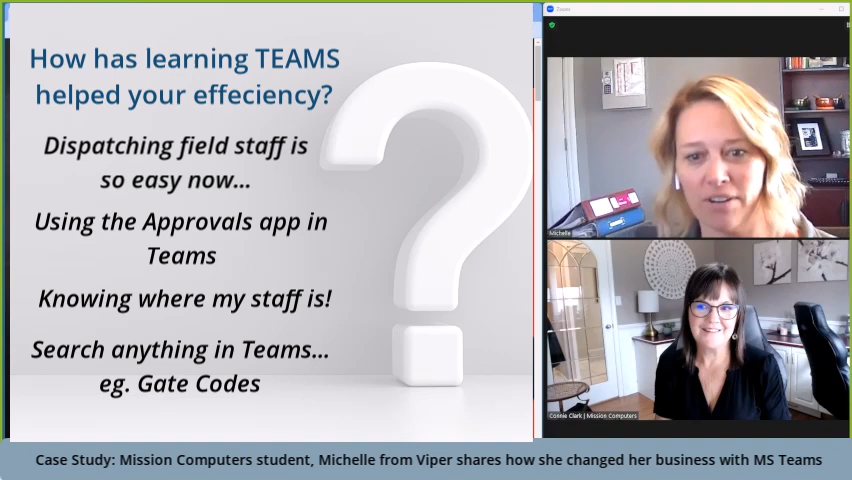 How has learning TEAMS
helped your effeciency?
Dispatching field staff is
so easy now...
Using the Approvals app in
Teams
Knowing where my staff is!
Search anything in Teams...
eg. Gate Codes
Zoom
Michelle
Connie Clark | Mission Computers
Case Study: Mission Computers student, Michelle from Viper shares how she changed her business with MS Teams